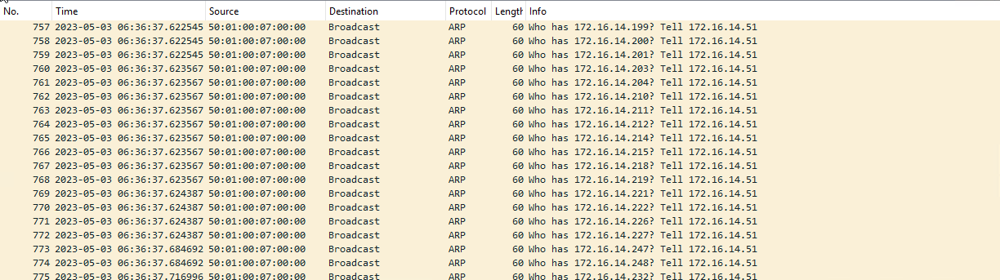 No. Time Source Destination Protocol Length Info
757 2023-05-03 06:36:37.622545 50:01:00:07:00:00 Broadcast ARP 60 Who has 172.16.14.199? Tell 172.16.14.51
758 2023-05-03 06:36:37.622545 50:01:00:07:00:00 Broadcast ARP 60 Who has 172.16.14.200? Tell 172.16.14.51
759 2023-05-03 06:36:37.622545 50:01:00:07:00:00 Broadcast ARP 60 Who has 172.16.14.201? Tell 172.16.14.51
760 2023-05-03 06:36:37.623567 50:01:00:07:00:00 Broadcast ARP 60 Who has 172.16.14.203? Tell 172.16.14.51
761 2023-05-03 06:36:37.623567 50:01:00:07:00:00 Broadcast ARP 60 Who has 172.16.14.204? Tell 172.16.14.51
762 2023-05-03 06:36:37.623567 50:01:00:07:00:00 Broadcast ARP 60 Who has 172.16.14.210? Tell 172.16.14.51
763 2023-05-03 06:36:37.623567 50:01:00:07:00:00 Broadcast ARP 60 Who has 172.16.14.211? Tell 172.16.14.51
764 2023-05-03 06:36:37.623567 50:01:00:07:00:00 Broadcast ARP 60 Who has 172.16.14.212? Tell 172.16.14.51
765 2023-05-03 06:36:37.623567 50:01:00:07:00:00 Broadcast ARP 60 Who has 172.16.14.214? Tell 172.16.14.51
766 2023-05-03 06:36:37.623567 50:01:00:07:00:00 Broadcast ARP 60 Who has 172.16.14.215? Tell 172.16.14.51
767 2023-05-03 06:36:37.623567 50:01:00:07:00:00 Broadcast ARP 60 Who has 172.16.14.218? Tell 172.16.14.51
768 2023-05-03 06:36:37.623567 50:01:00:07:00:00 Broadcast ARP 60 Who has 172.16.14.219? Tell 172.16.14.51
769 2023-05-03 06:36:37.624387 50:01:00:07:00:00 Broadcast ARP 60 Who has 172.16.14.221? Tell 172.16.14.51
770 2023-05-03 06:36:37.624387 50:01:00:07:00:00 Broadcast ARP 60 Who has 172.16.14.222? Tell 172.16.14.51
771 2023-05-03 06:36:37.624387 50:01:00:07:00:00 Broadcast ARP 60 Who has 172.16.14.226? Tell 172.16.14.51
772 2023-05-03 06:36:37.624387 50:01:00:07:00:00 Broadcast ARP 60 Who has 172.16.14.227? Tell 172.16.14.51
773 2023-05-03 06:36:37.684692 50:01:00:07:00:00 Broadcast ARP 60 Who has 172.16.14.247? Tell 172.16.14.51
774 2023-05-03 06:36:37.684692 50:01:00:07:00:00 Broadcast ARP 60 Who has 172.16.14.248? Tell 172.16.14.51
775 2023-05-03 06:36:37.716996 50:01:00:07:00:00 Broadcast ARP 60 Who has 172.16.14.232? Tell 172.16.14.51